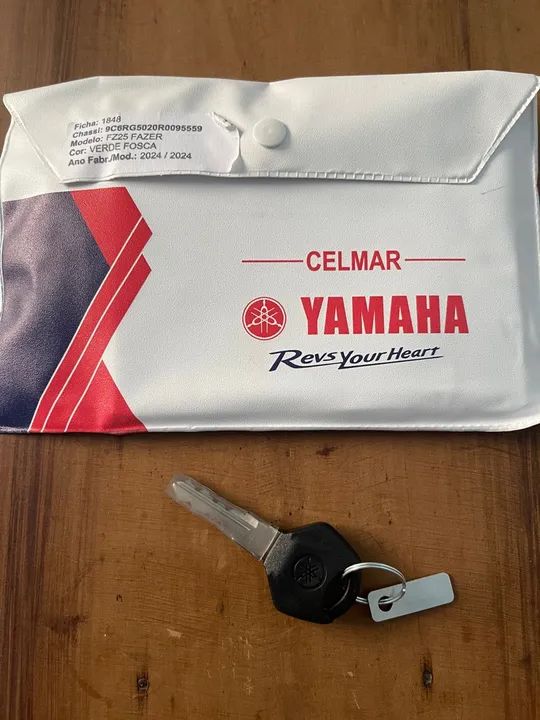 Ficha: 1848
Chassi: 9C6RG5020R0095559
Modelo: FZ25 FAZER
Cor: VERDE FOSCA
Ano Fabr./Mod.: 2024 / 2024
CELMAR
YAMAHA
Revs Your Heart